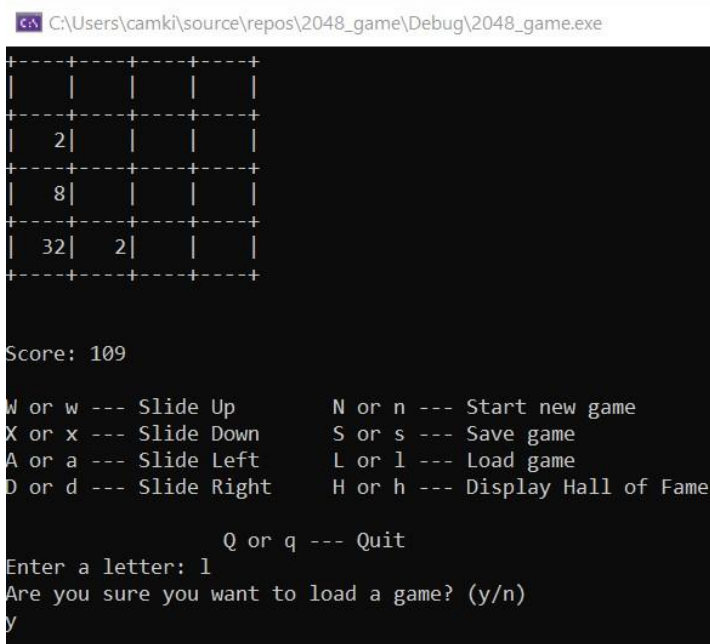 C:\Users\camki\source\repos\2048_game\Debug\2048_game.exe
+----+----+----+----+
|    |    |    |    |
+----+----+----+----+
|   2|    |    |    |
+----+----+----+----+
|   8|    |    |    |
+----+----+----+----+
|  32|   2|    |    |
+----+----+----+----+
Score: 109
W or w --- Slide Up      N or n --- Start new game
X or x --- Slide Down    S or s --- Save game
A or a --- Slide Left    L or l --- Load game
D or d --- Slide Right   H or h --- Display Hall of Fame
Q or q --- Quit
Enter a letter: l
Are you sure you want to load a game? (y/n)
y